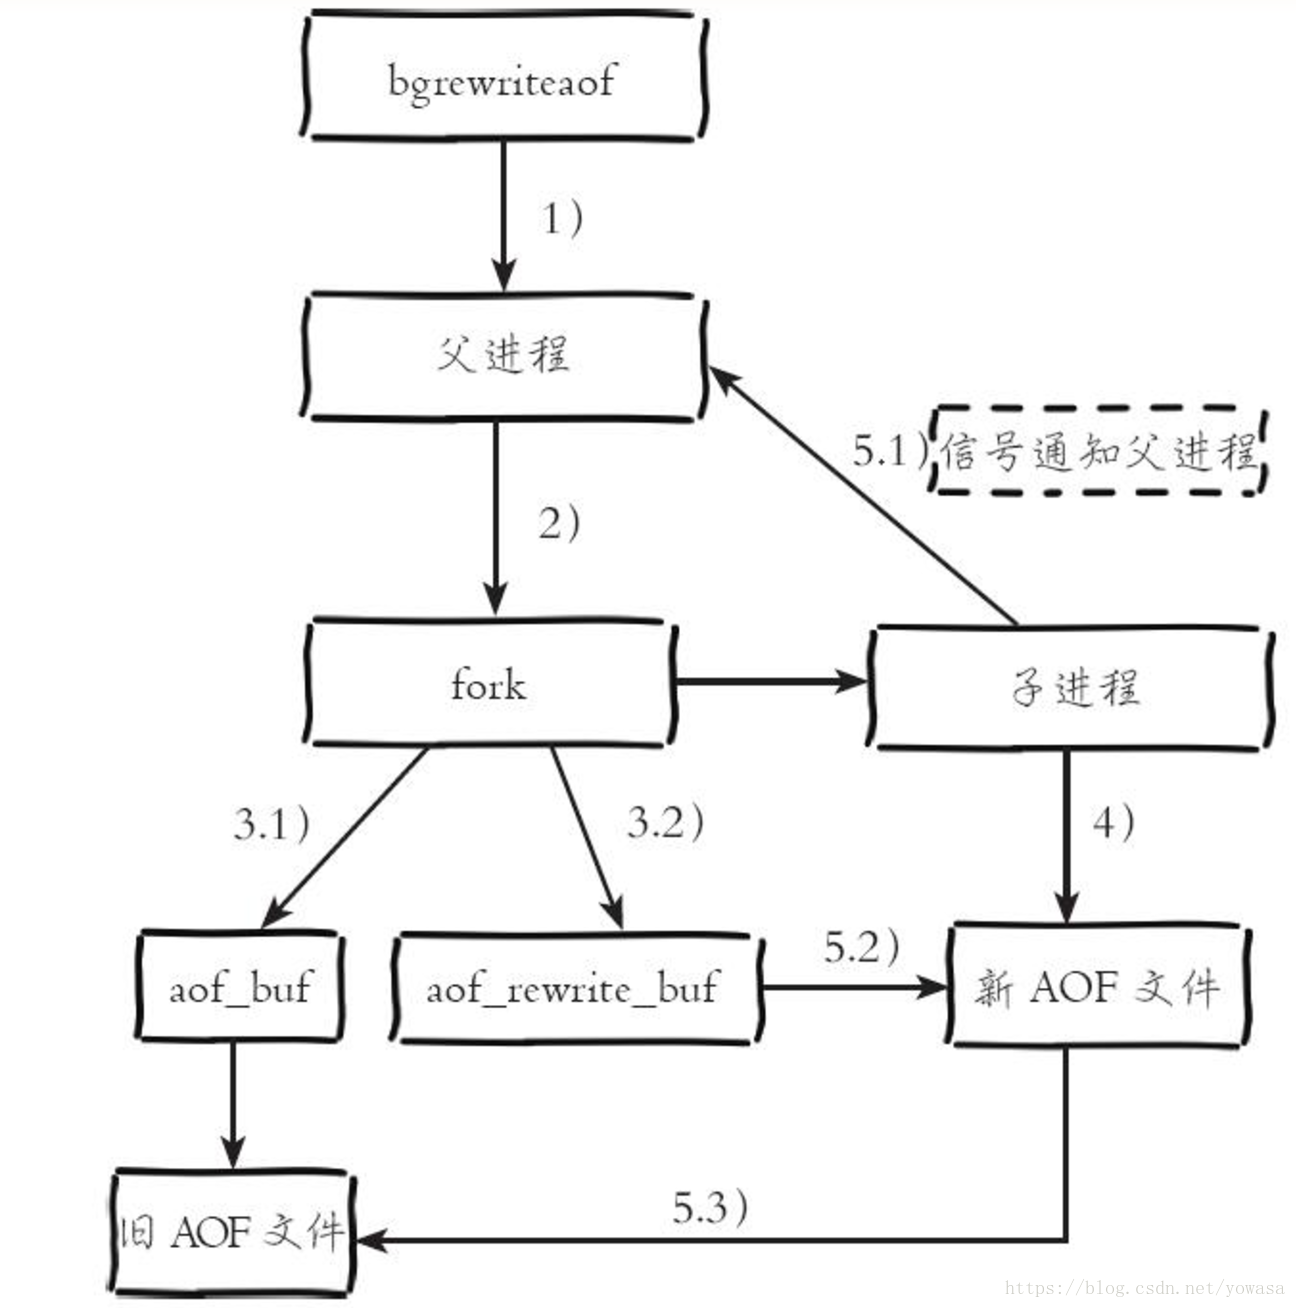 bgrewriteaof
1)
父进程
5.1)信号通知父进程
2)
fork
子进程
3.1)
3.2)
4)
aof_buf
aof_rewrite_buf
5.2)
新 AOF 文件
5.3)
旧 AOF 文件
https://blog.csdn.net/yowasa